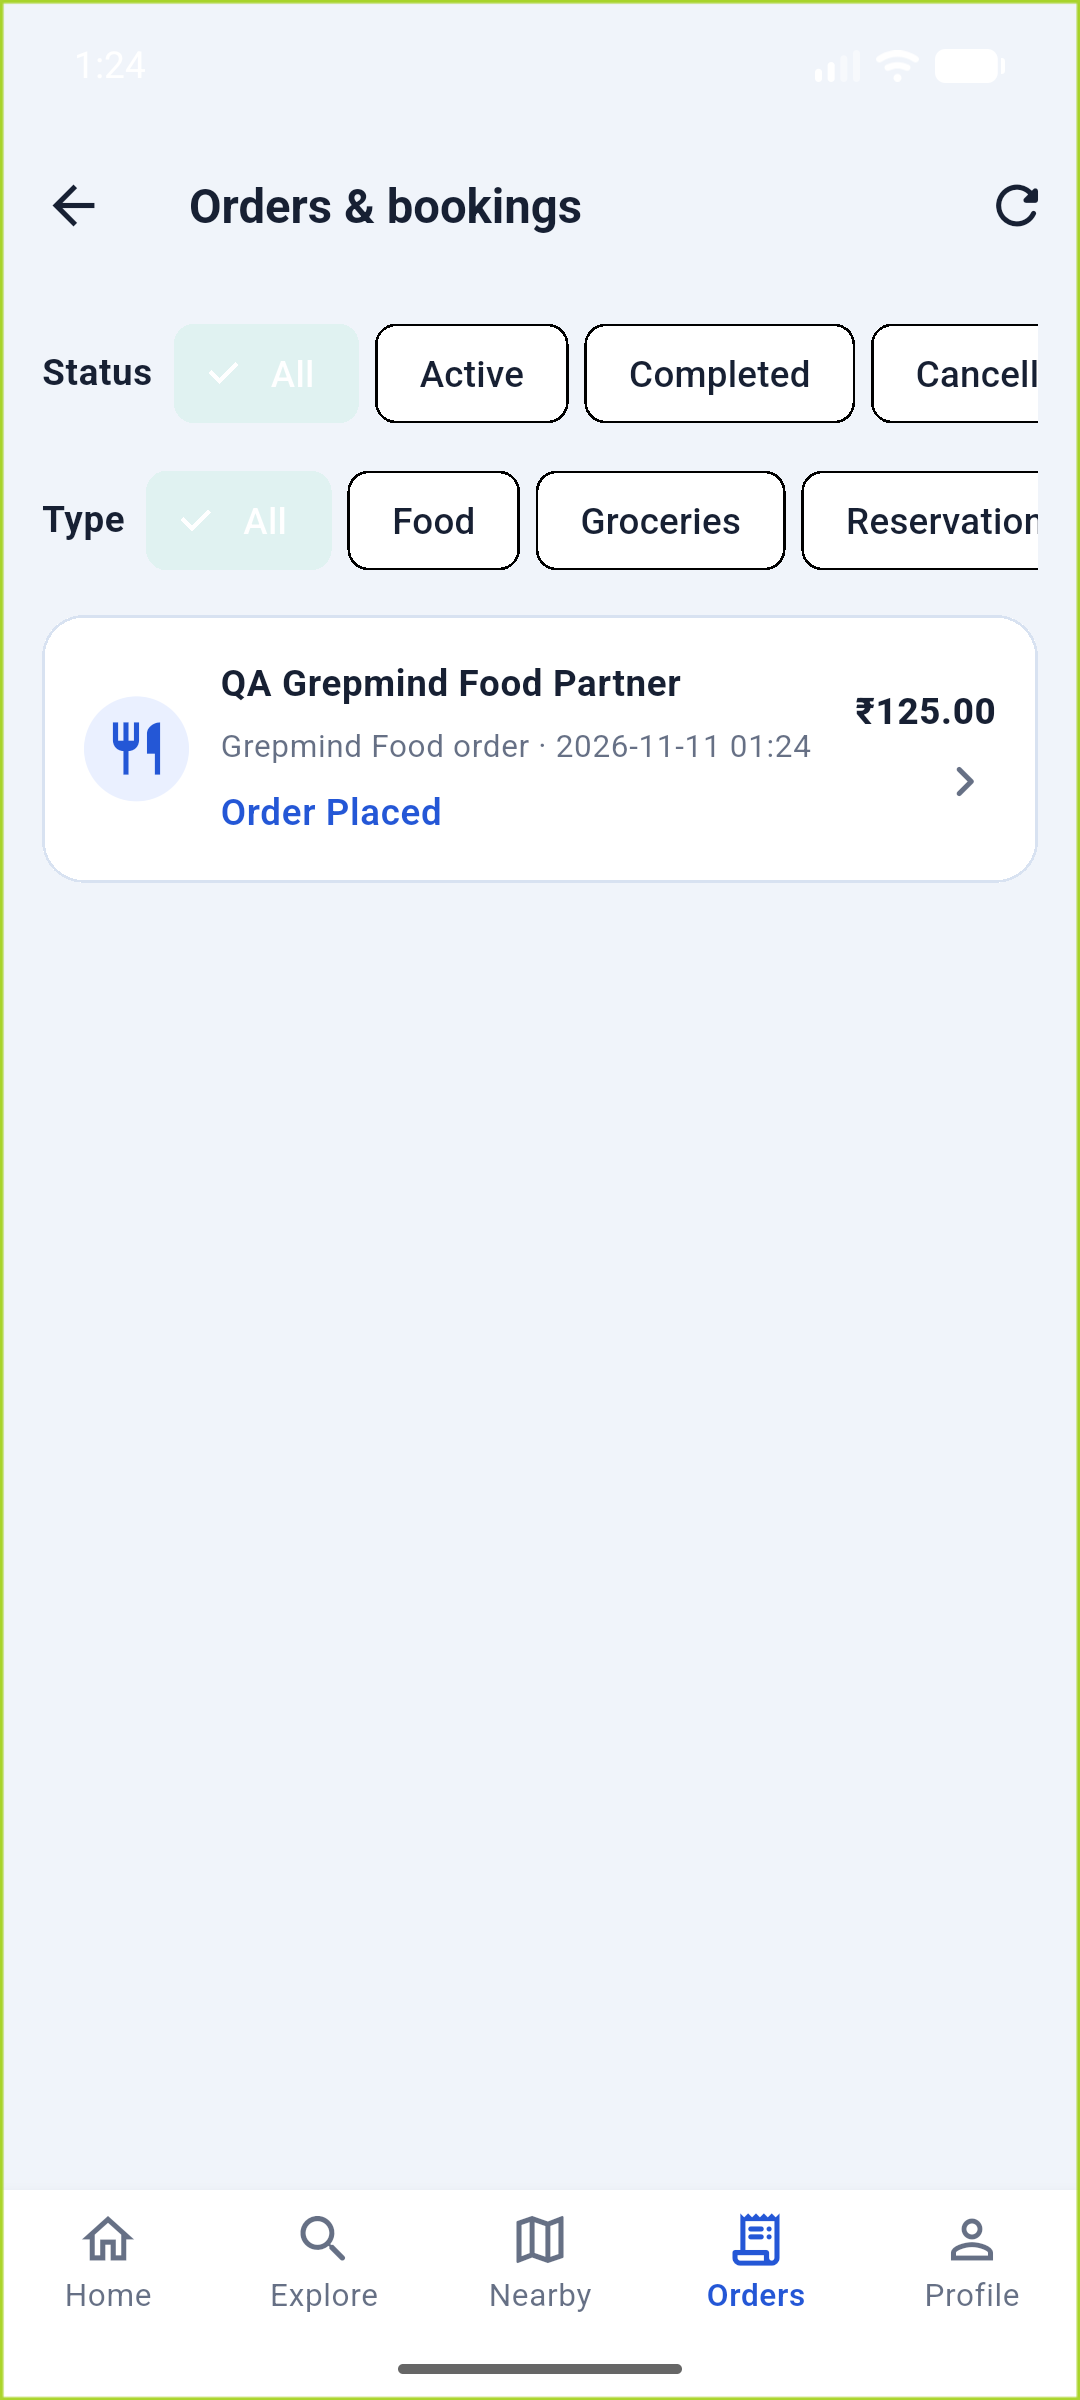 1:24
Orders & bookings
Status All Active Completed Cancell
Type All Food Groceries Reservation
QA Grepmind Food Partner
₹125.00
Grepmind Food order · 2026-11-11 01:24
Order Placed
Home Explore Nearby Orders Profile